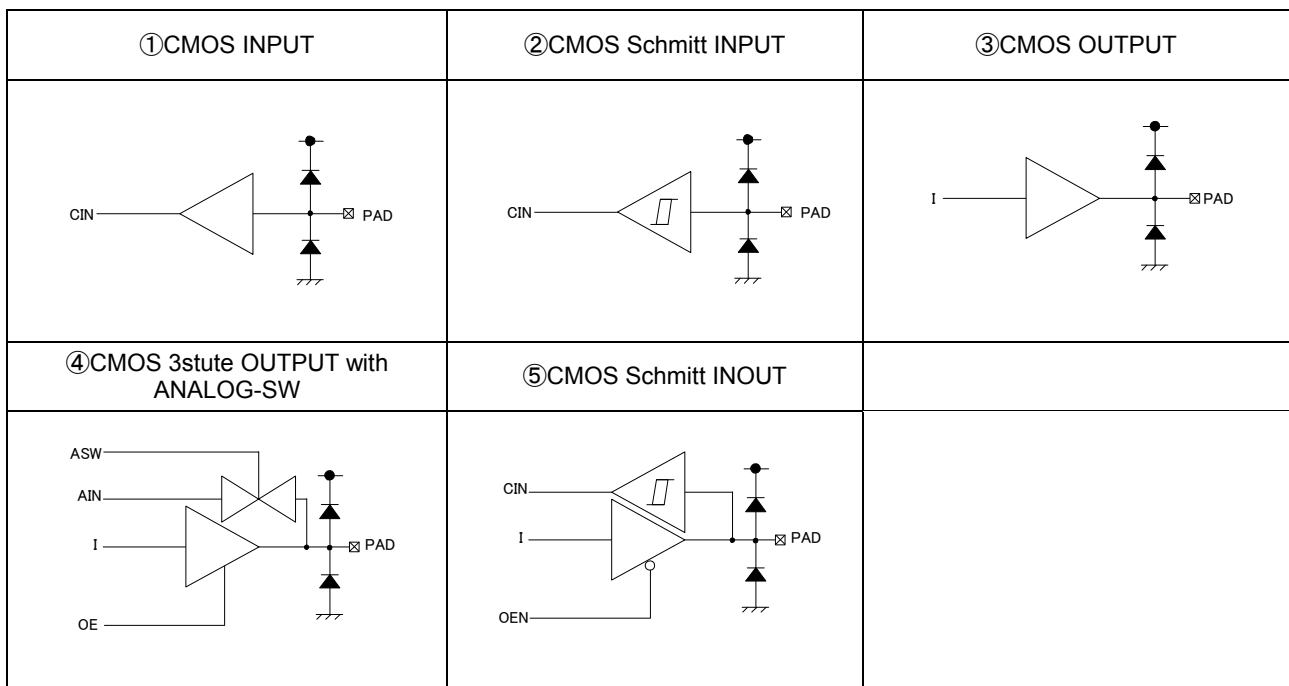 ①CMOS INPUT
②CMOS Schmitt INPUT
③CMOS OUTPUT
CIN
PAD
CIN
PAD
I
PAD
④CMOS 3stute OUTPUT with
ANALOG-SW
⑤CMOS Schmitt INOUT
ASW
AIN
I
PAD
OE
CIN
I
PAD
OEN